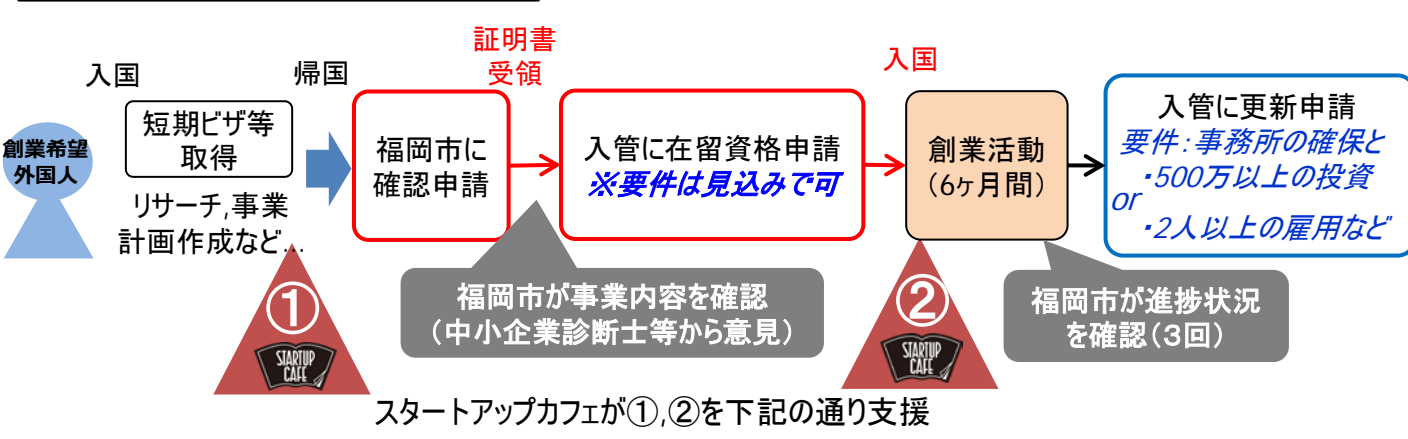 創業希望
外国人
入国
短期ビザ等
取得
リサーチ,事業
計画作成など…
帰国
福岡市に
確認申請
証明書
受領
入管に在留資格申請
※要件は見込みで可
入国
創業活動
（6ヶ月間）
入管に更新申請
要件：事務所の確保と
・500万以上の投資
or
・2人以上の雇用など
①
STARTUP
CAFE
福岡市が事業内容を確認
（中小企業診断士等から意見）
②
STARTUP
CAFE
福岡市が進捗状況
を確認（3回）
スタートアップカフェが①,②を下記の通り支援